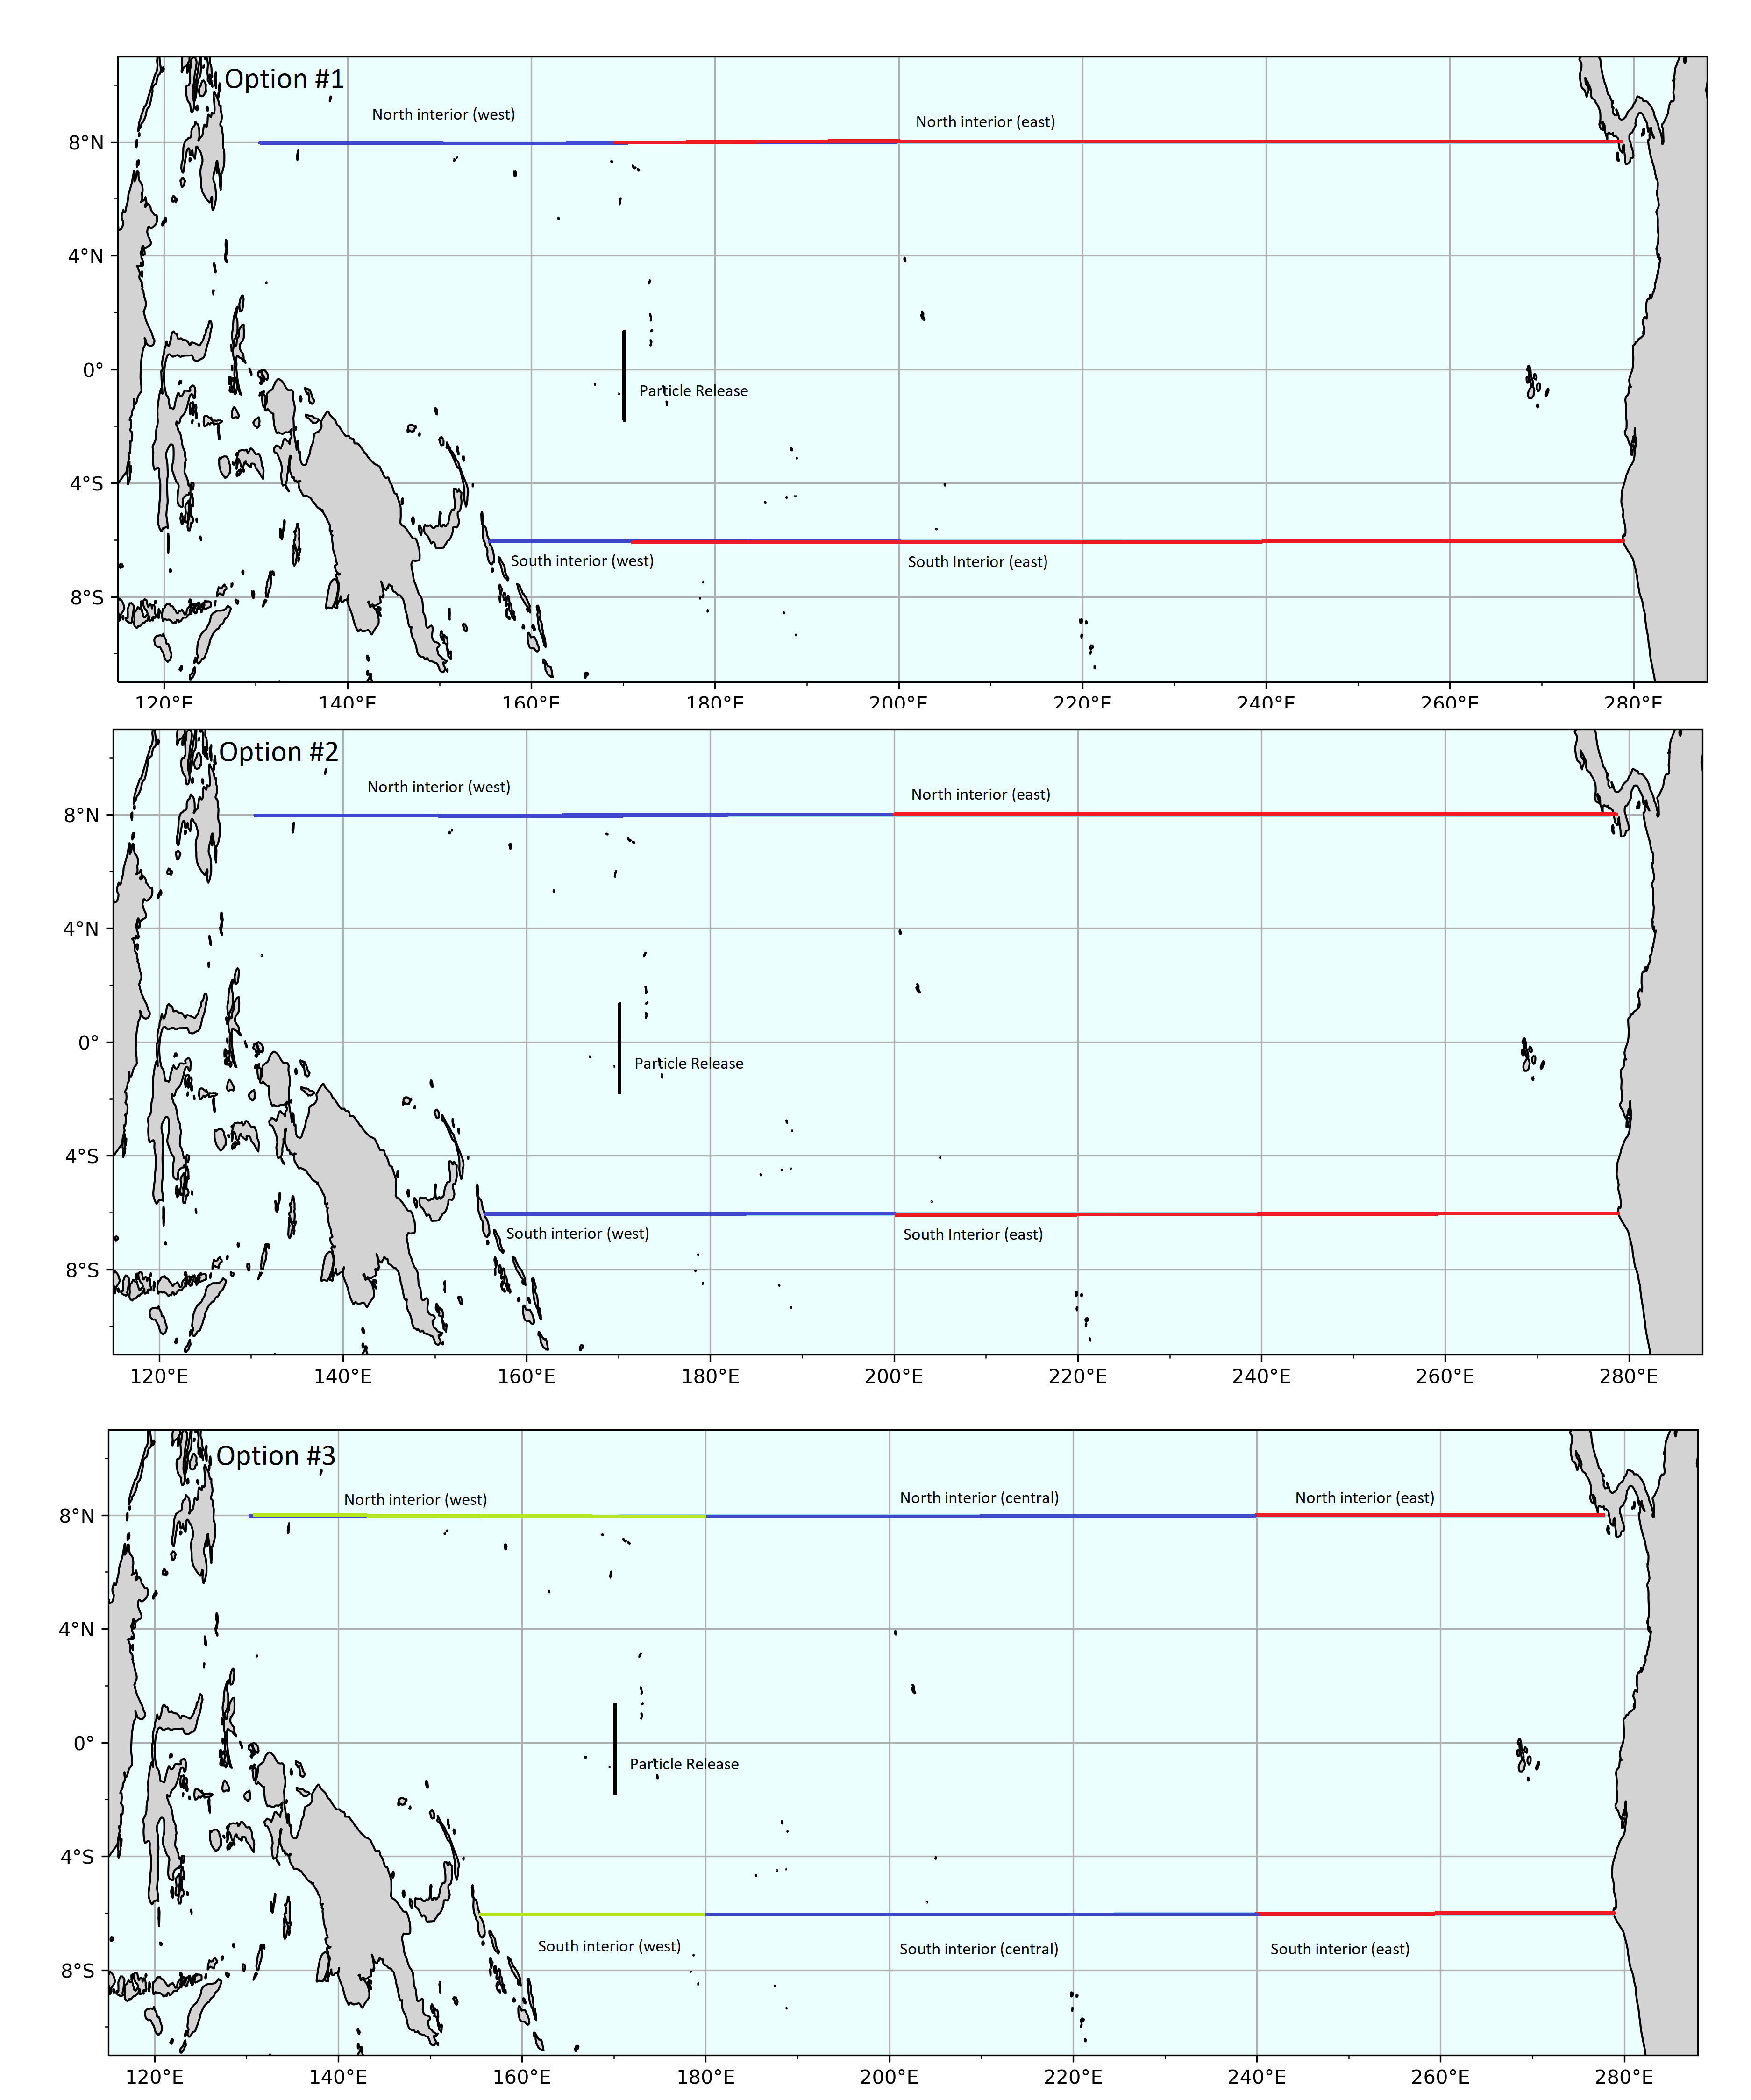 Option #1
North interior (west)
North interior (east)
8°N
4°N
0°
Particle Release
4°S
South interior (west)
South Interior (east)
8°S
120°E 140°E 160°E 180°E 200°E 220°E 240°E 260°E 280°E
Option #2
North interior (west)
North interior (east)
8°N
4°N
0°
Particle Release
4°S
South interior (west)
South Interior (east)
8°S
120°E 140°E 160°E 180°E 200°E 220°E 240°E 260°E 280°E
Option #3
North interior (west) North interior (central) North interior (east)
8°N
4°N
0°
Particle Release
4°S
South interior (west) South interior (central) South interior (east)
8°S
120°E 140°E 160°E 180°E 200°E 220°E 240°E 260°E 280°E